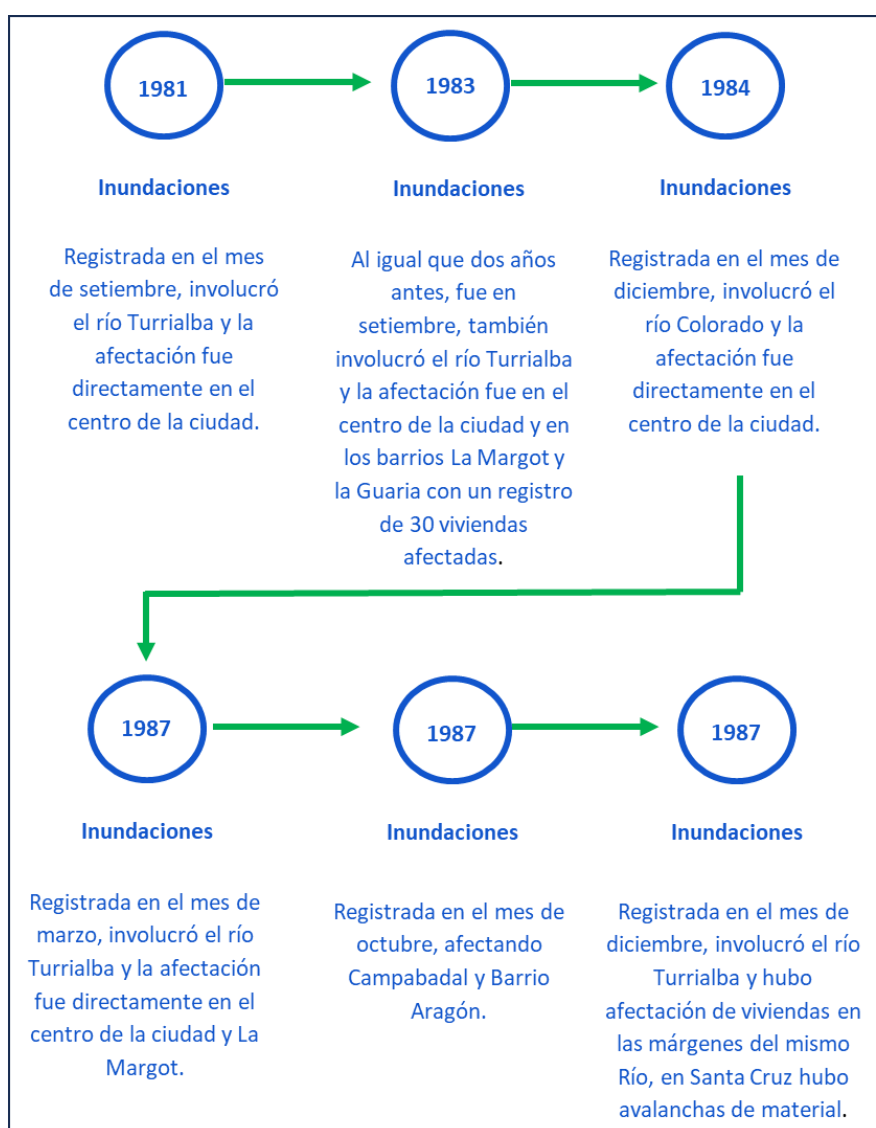 1981
1983
1984
Inundaciones
Inundaciones
Inundaciones
Registrada en el mes
de setiembre, involucró
el río Turrialba y la
afectación fue
directamente en el
centro de la ciudad.
Al igual que dos años
antes, fue en
setiembre, también
involucró el río Turrialba
y la afectación fue en el
centro de la ciudad y en
los barrios La Margot y
la Guaria con un registro
de 30 viviendas
afectadas.
Registrada en el mes de
diciembre, involucró el
río Colorado y la
afectación fue
directamente en el
centro de la ciudad.
1987
1987
1987
Inundaciones
Inundaciones
Inundaciones
Registrada en el mes de
marzo, involucró el río
Turrialba y la afectación
fue directamente en el
centro de la ciudad y La
Margot.
Registrada en el mes de
octubre, afectando
Campabadal y Barrio
Aragón.
Registrada en el mes de
diciembre, involucró el río
Turrialba y hubo
afectación de viviendas en
las márgenes del mismo
Río, en Santa Cruz hubo
avalanchas de material.